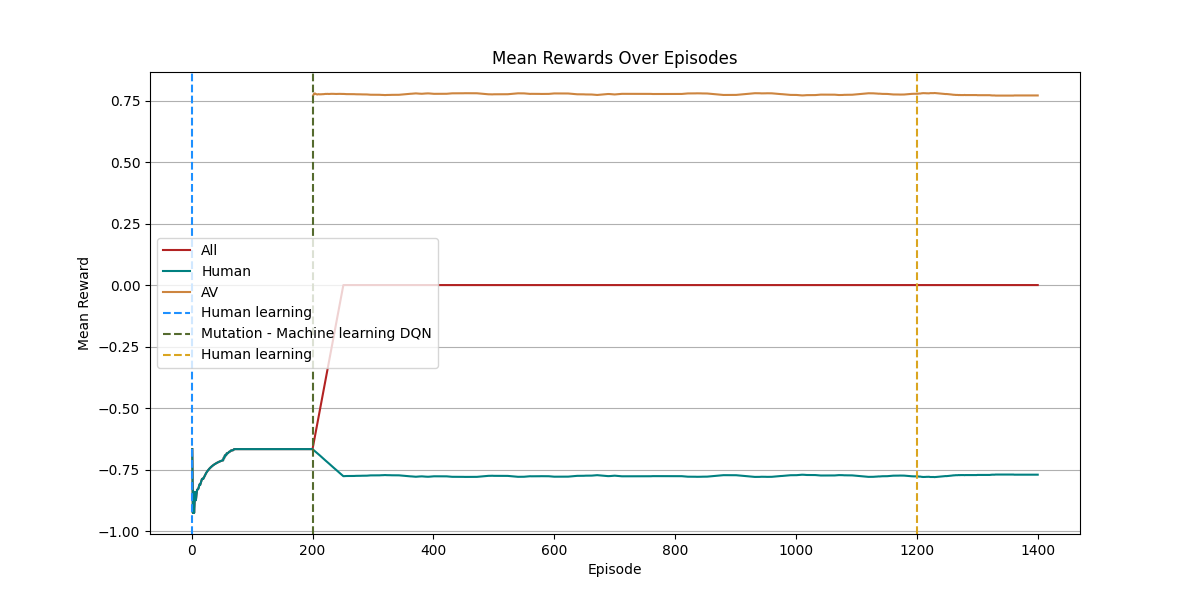 Mean Rewards Over Episodes
0.75
0.50
0.25
0.00
−0.25
−0.50
−0.75
−1.00
Mean Reward
All
Human
AV
Human learning
Mutation - Machine learning DQN
Human learning
0 200 400 600 800 1000 1200 1400
Episode